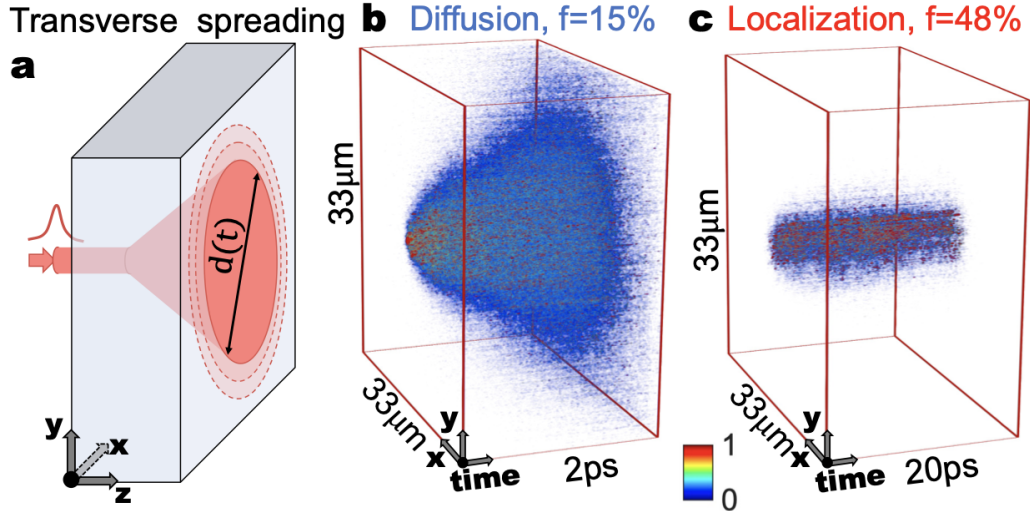 Transverse spreading
a
d(t)
y
x
z
b Diffusion, f=15%
33μm
33μm
y
x
time
2ps
1
0
c Localization, f=48%
33μm
33μm
y
x
time
20ps